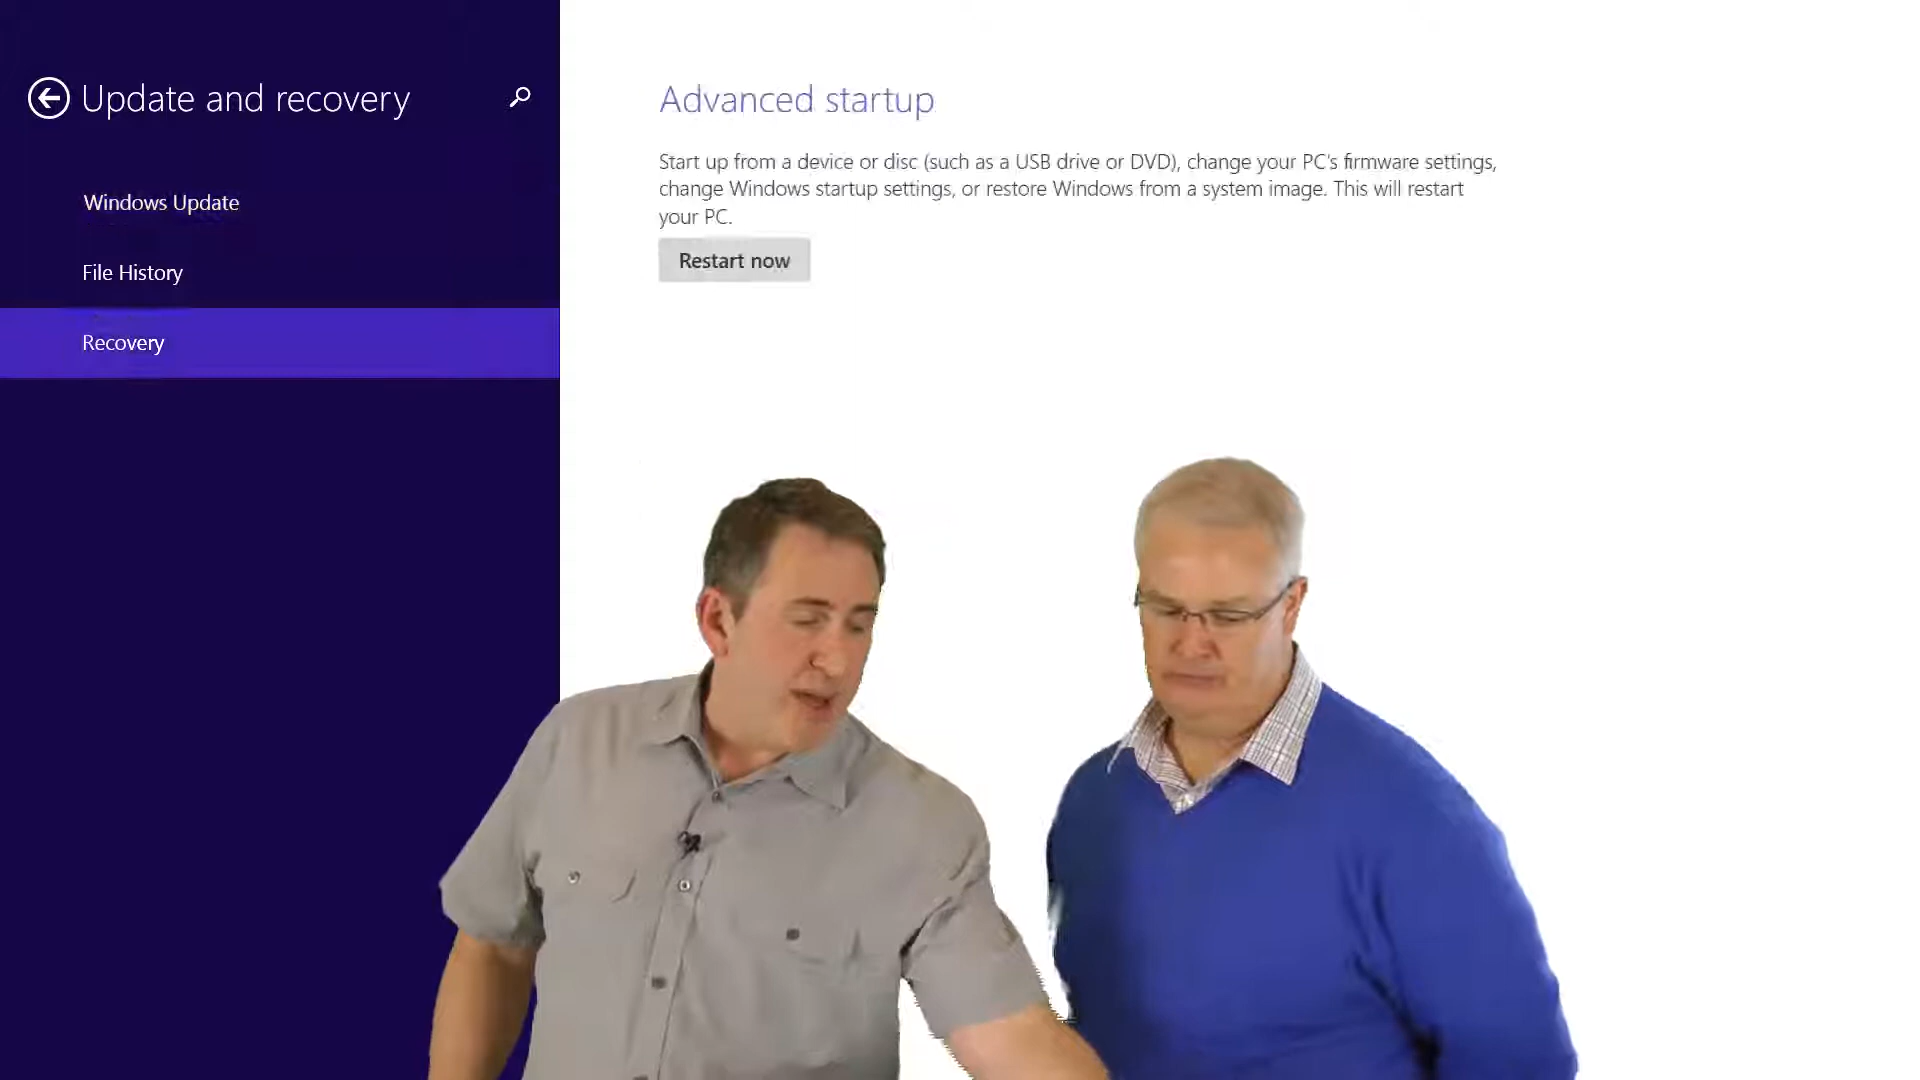 Update and recovery
Windows Update
File History
Recovery
Advanced startup
Start up from a device or disc (such as a USB drive or DVD), change your PC's firmware settings,
change Windows startup settings, or restore Windows from a system image. This will restart
your PC.
Restart now